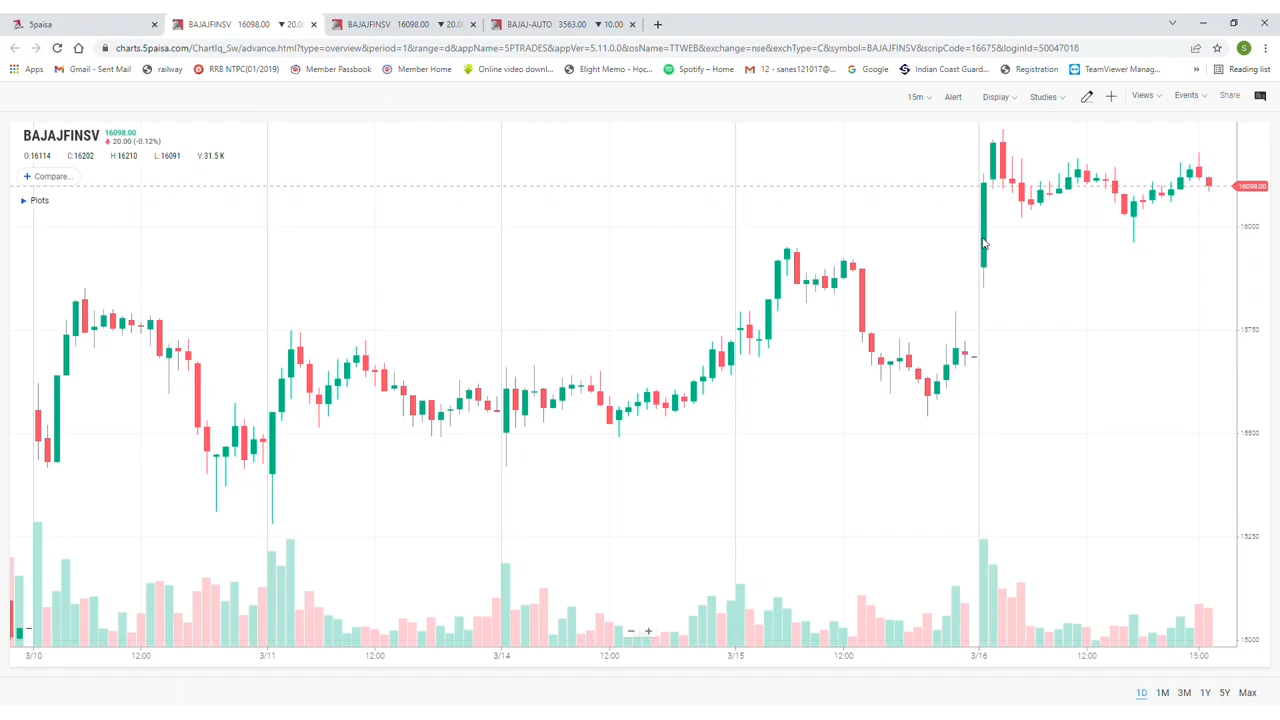 5paisa
BAJAJFINSV 16098.00 ▼ 20.0
BAJAJFINSV 16098.00 ▼ 20.0
BAJAJ-AUTO 3563.00 ▼ 10.00
charts.5paisa.com/ChartIq_Sw/advance.html?type=overview&period=1&range=d&appName=5PTRADES&appVer=5.11.0.0&osName=TTWEB&exchange=nse&exchType=C&symbol=BAJAJFINSV&scripCode=16675&loginId=50047018
S
Apps Gmail - Sent Mail railway RRB NTPC(01/2019) Member Passbook Member Home Online video downl... Elight Memo - Học... Spotify – Home 12 - sanes121017@... Google Indian Coast Guard... Registration TeamViewer Manag... » Reading list
15m Alert Display Studies Views Events Share
BAJAJFINSV 16098.00
20.00 (-0.12%)
O:16114 C:16202 H:16210 L:16091 V:31.5 K
+ Compare...
16098.00
Plots
16000
15750
15500
15250
15000
3/10 12:00 3/11 12:00 3/14 12:00 3/15 12:00 3/16 12:00 15:00
1D 1M 3M 1Y 5Y Max